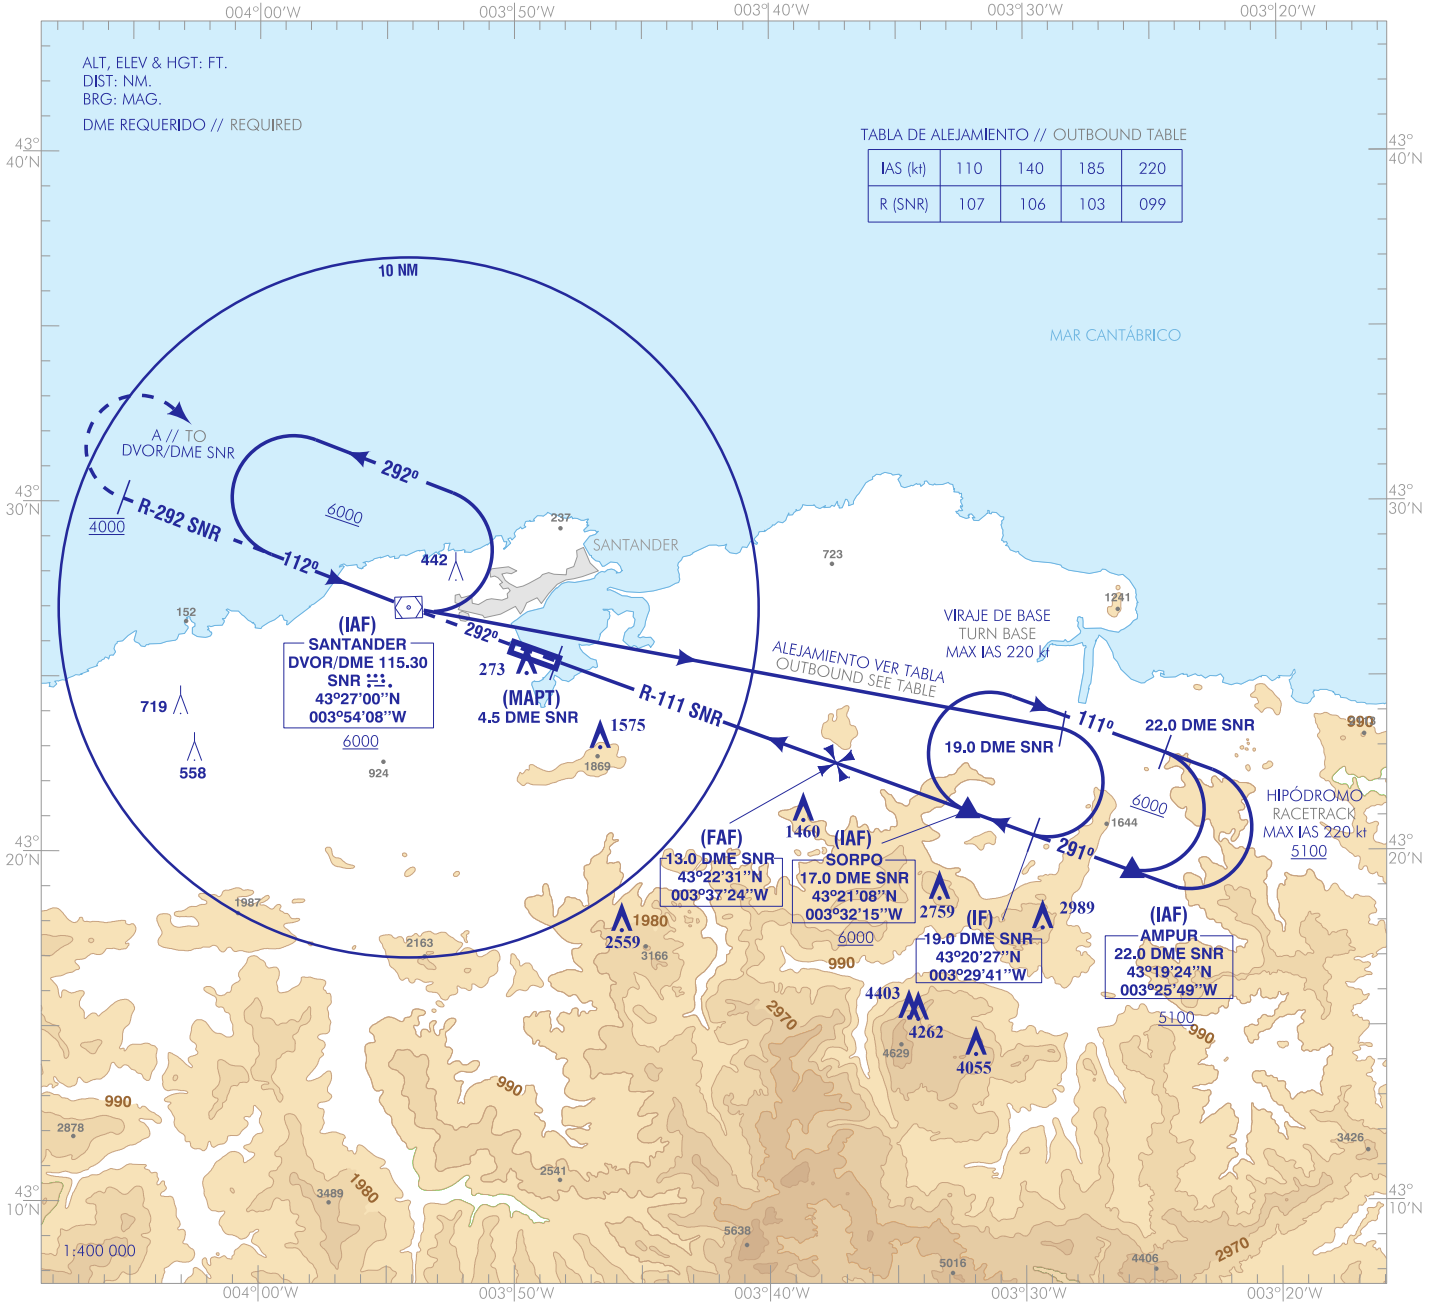 004°00'W
003°50'W
003°40'W
003°30'W
003°20'W
ALT, ELEV & HGT: FT.
DIST: NM.
BRG: MAG.
DME REQUERIDO // REQUIRED
TABLA DE ALEJAMIENTO // OUTBOUND TABLE
IAS (kt) 110 140 185 220
R (SNR) 107 106 103 099
43°
40'N
43°
40'N
10 NM
MAR CANTÁBRICO
A // TO
DVOR/DME SNR
292º
6000
R-292 SNR
4000
112º
43°
30'N
43°
30'N
237
SANTANDER
442
723
1241
152
292º
273
(IAF)
SANTANDER
DVOR/DME 115.30
SNR
43°27'00''N
003°54'08''W
6000
924
(MAPT)
4.5 DME SNR
719
558
1575
1869
R-111 SNR
ALEJAMIENTO VER TABLA
OUTBOUND SEE TABLE
VIRAJE DE BASE
TURN BASE
MAX IAS 220 kt
111º
19.0 DME SNR
22.0 DME SNR
990
6000
1644
291º
HIPÓDROMO
RACETRACK
MAX IAS 220 kt
5100
1460
(FAF)
13.0 DME SNR
43°22'31''N
003°37'24''W
(IAF)
SORPO
17.0 DME SNR
43°21'08''N
003°32'15''W
6000
2759
2989
(IF)
19.0 DME SNR
43°20'27''N
003°29'41''W
(IAF)
AMPUR
22.0 DME SNR
43°19'24''N
003°25'49''W
5100
43°
20'N
43°
20'N
1987
2163
2559
1980
3166
990
2970
4403
4262
4629
4055
990
990
990
2878
1980
3489
2541
5638
5016
4406
2970
3426
43°
10'N
43°
10'N
1:400 000
004°00'W
003°50'W
003°40'W
003°30'W
003°20'W